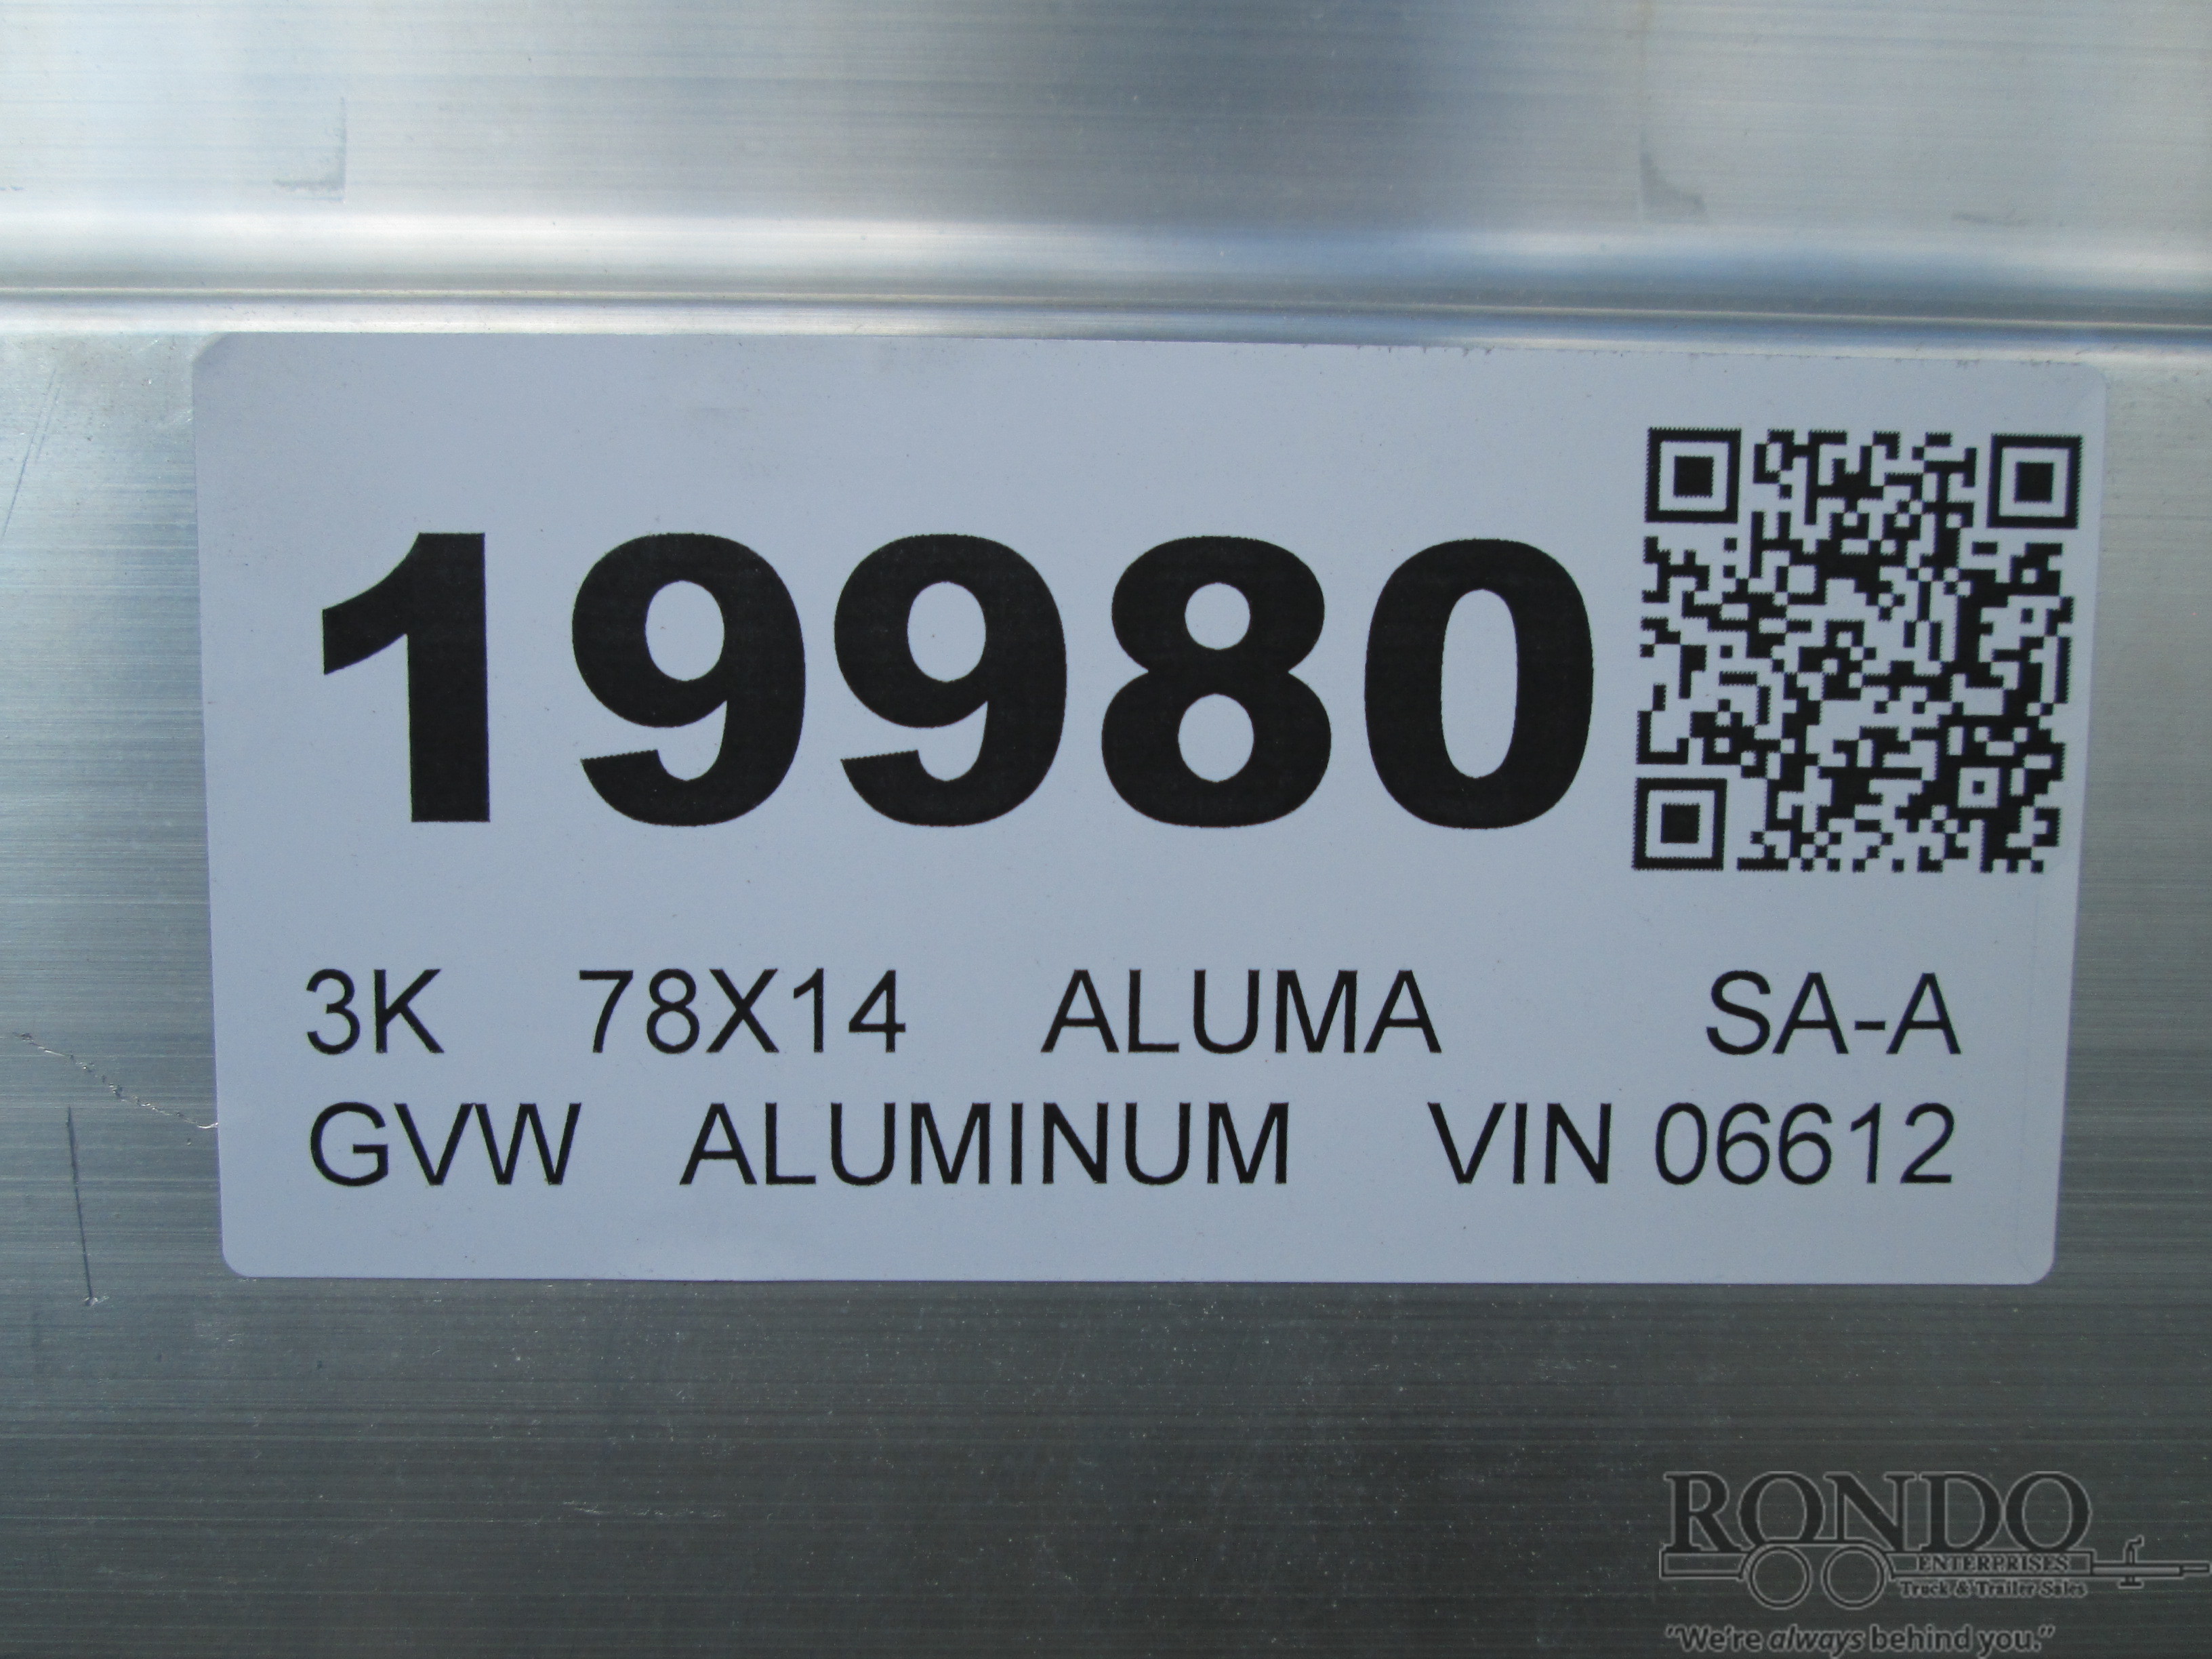 19980
3K 78X14 ALUMA SA-A
GVW ALUMINUM VIN 06612
RONDO
ENTERPRISES
Truck & Trailer Sales
"We're always behind you."